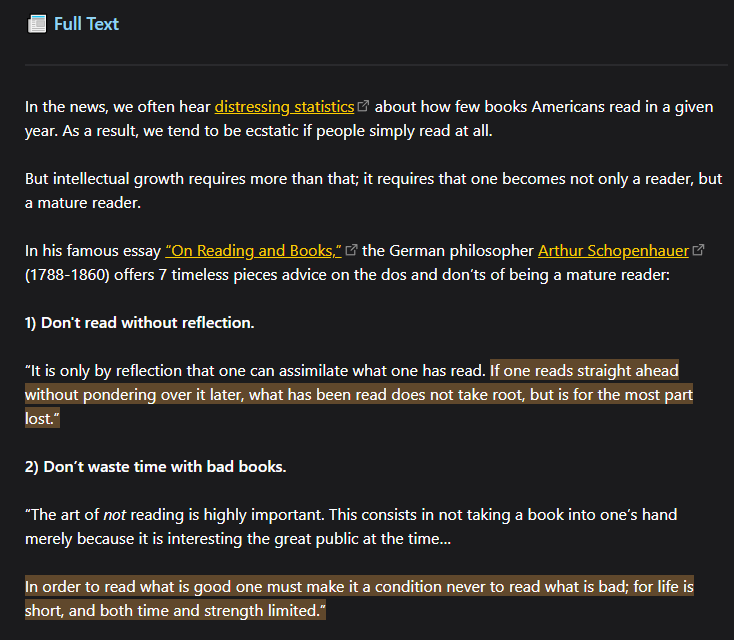 Full Text
In the news, we often hear distressing statistics about how few books Americans read in a given
year. As a result, we tend to be ecstatic if people simply read at all.
But intellectual growth requires more than that; it requires that one becomes not only a reader, but
a mature reader.
In his famous essay “On Reading and Books,” the German philosopher Arthur Schopenhauer
(1788-1860) offers 7 timeless pieces advice on the dos and don’ts of being a mature reader:
1) Don't read without reflection.
“It is only by reflection that one can assimilate what one has read. If one reads straight ahead
without pondering over it later, what has been read does not take root, but is for the most part
lost.”
2) Don’t waste time with bad books.
“The art of not reading is highly important. This consists in not taking a book into one’s hand
merely because it is interesting the great public at the time...
In order to read what is good one must make it a condition never to read what is bad; for life is
short, and both time and strength limited.”